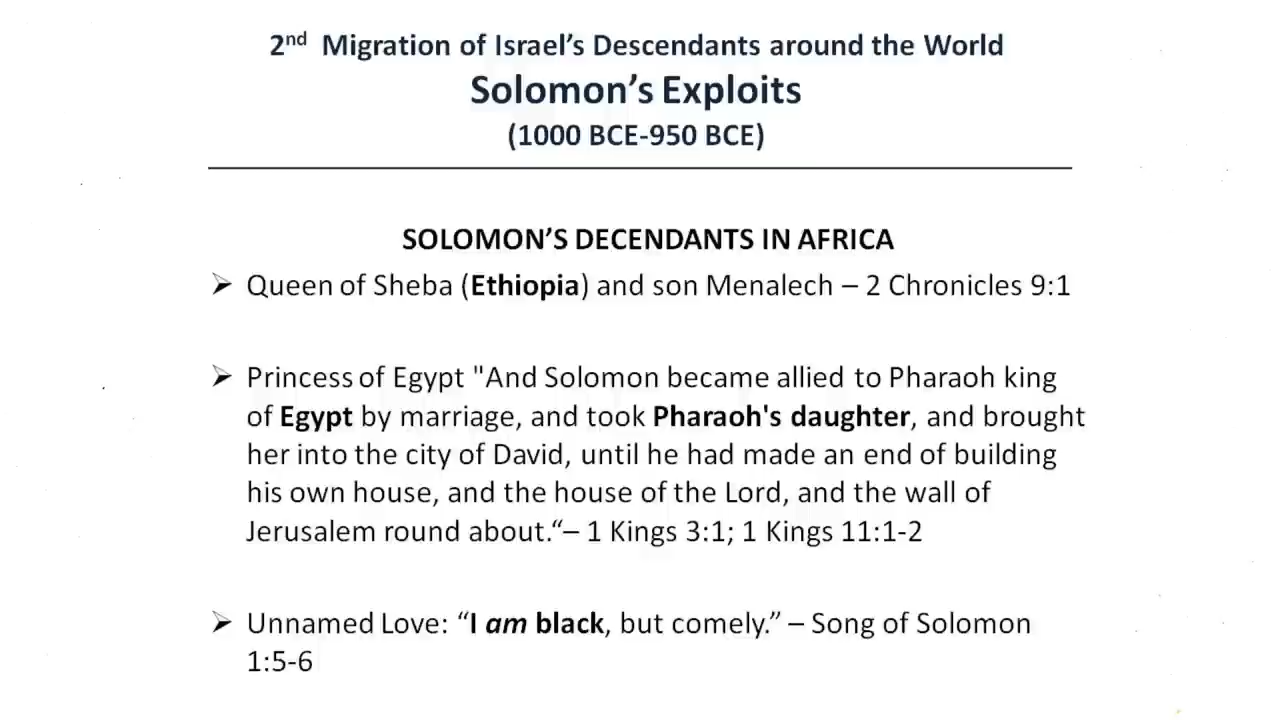 2nd Migration of Israel's Descendants around the World
Solomon's Exploits
(1000 BCE-950 BCE)
SOLOMON'S DECENDANTS IN AFRICA
➢ Queen of Sheba (Ethiopia) and son Menalech – 2 Chronicles 9:1
➢ Princess of Egypt "And Solomon became allied to Pharaoh king
of Egypt by marriage, and took Pharaoh's daughter, and brought
her into the city of David, until he had made an end of building
his own house, and the house of the Lord, and the wall of
Jerusalem round about.“– 1 Kings 3:1; 1 Kings 11:1-2
➢ Unnamed Love: “I am black, but comely.” – Song of Solomon
1:5-6